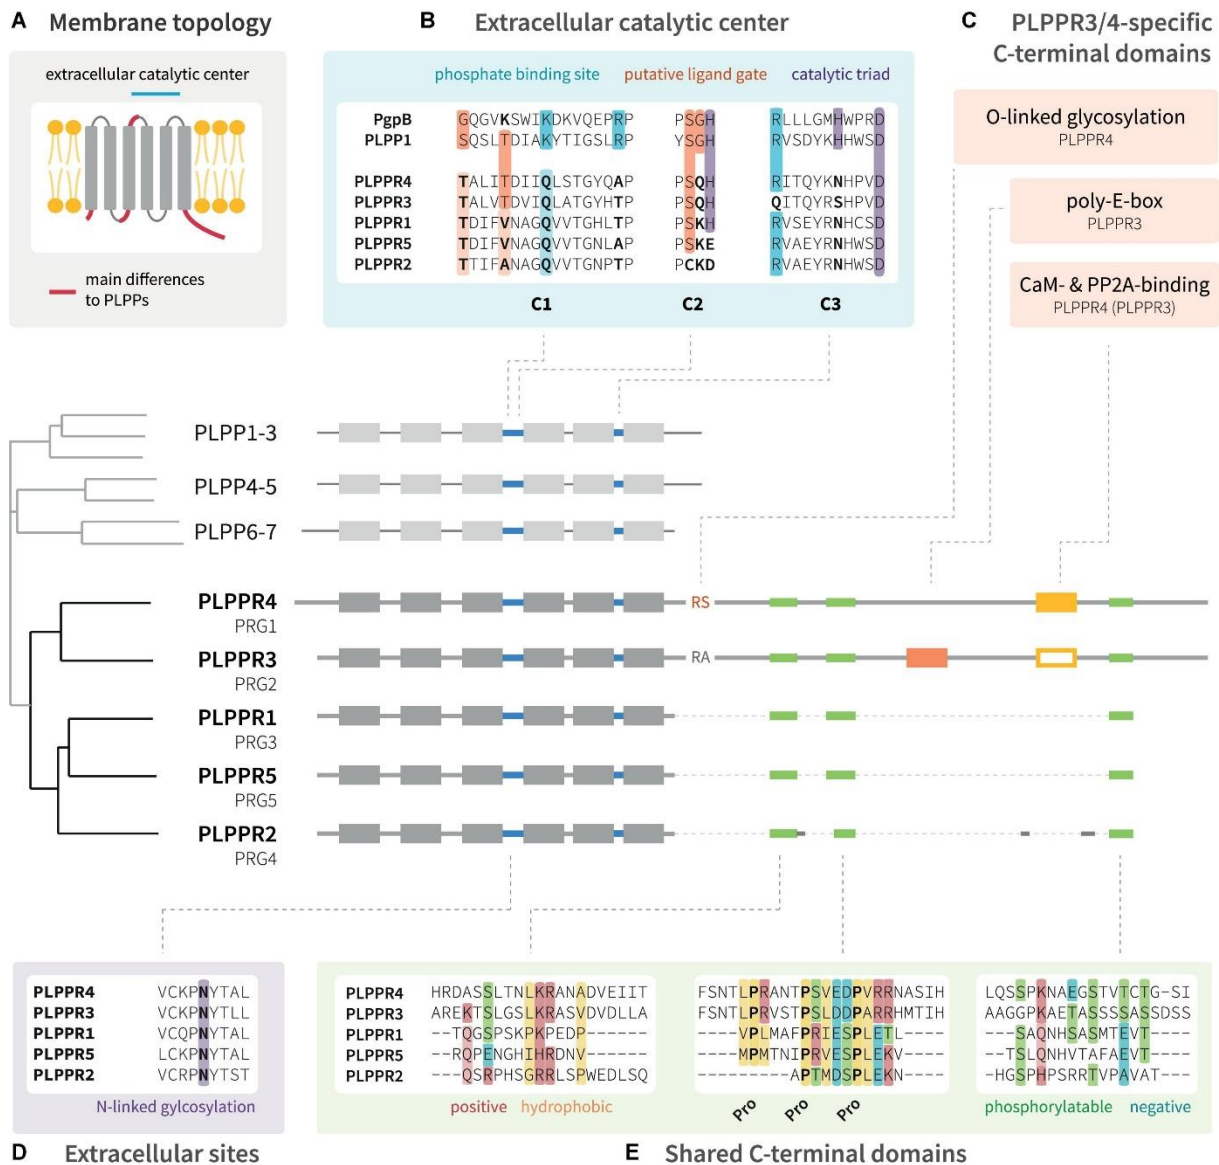 A Membrane topology
extracellular catalytic center
main differences
to PLPPs
B Extracellular catalytic center
phosphate binding site putative ligand gate catalytic triad
PgpB GQGVKSWIKDKVQEPRP PSGH RLLLGMHWPRD
PLPP1 SQSLTDIAKYTIGSLRP YSGH RVSDYKHHWSD
PLPPR4 TALITDIIQLSTGYQAP PSQH RITQYKNHPVD
PLPPR3 TALVTDVIQLATGYHTP PSQH QITQYRSHPVD
PLPPR1 TDIFVNAGQVVTGHLTP PSKH RVSEYRNHCSD
PLPPR5 TDIFVNAGQVVTGNLAP PSKE RVAEYRNHWSD
PLPPR2 TTIFANAGQVVTGNPTP PCKD RVAEYRNHWSD
C1 C2 C3
C PLPPR3/4-specific
C-terminal domains
O-linked glycosylation
PLPPR4
poly-E-box
PLPPR3
CaM- & PP2A-binding
PLPPR4 (PLPPR3)
PLPP1-3
PLPP4-5
PLPP6-7
PLPPR4 RS
PRG1
PLPPR3 RA
PRG2
PLPPR1
PRG3
PLPPR5
PRG5
PLPPR2
PRG4
PLPPR4 VCKPNYTAL
PLPPR3 VCKPNYTLL
PLPPR1 VCQPNYTAL
PLPPR5 LCKPNYTAL
PLPPR2 VCRPNYTST
N-linked gylcosylation
D Extracellular sites
PLPPR4 HRDASSLTNLKRANADVEIIT FSNTLPRANTPSVEDPVRRNASIH LQSSPKNAEGSTVTCTG-SI
PLPPR3 AREKTSLGSLKRASVDVDLLA FSNTLPRVSTPSLDDPARRHMTIH AAGGPKAETASSSSASSDSS
PLPPR1 --TQGSPSKPKPEDP------ ----VPLMAFPRIESPLETL---- ---SAQNHSASMTEVT----
PLPPR5 --RQPENGHIHRDNV------ ----MPMTNIPRVESPLEKV---- --TSLQNHVTAFAEVT----
PLPPR2 ---QSRPHSGRRLSPWEDLSQ ---------APTMDSPLEKN---- -HGSPHPSRRTVPAVAT---
positive hydrophobic
Pro Pro Pro
phosphorylatable negative
E Shared C-terminal domains